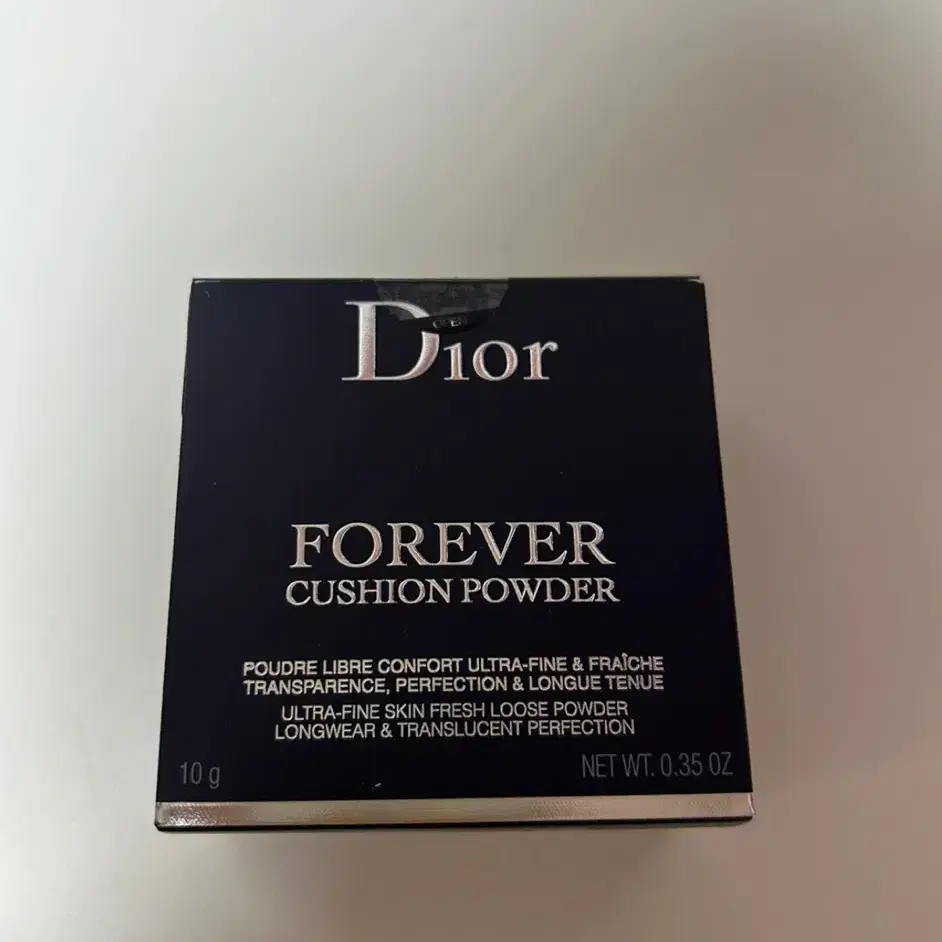 OPEN
Dior
FOREVER
CUSHION POWDER
POUDRE LIBRE CONFORT ULTRA-FINE & FRAÎCHE
TRANSPARENCE, PERFECTION & LONGUE TENUE
ULTRA-FINE SKIN FRESH LOOSE POWDER
LONGWEAR & TRANSLUCENT PERFECTION
10 g
NET WT. 0.35 OZ